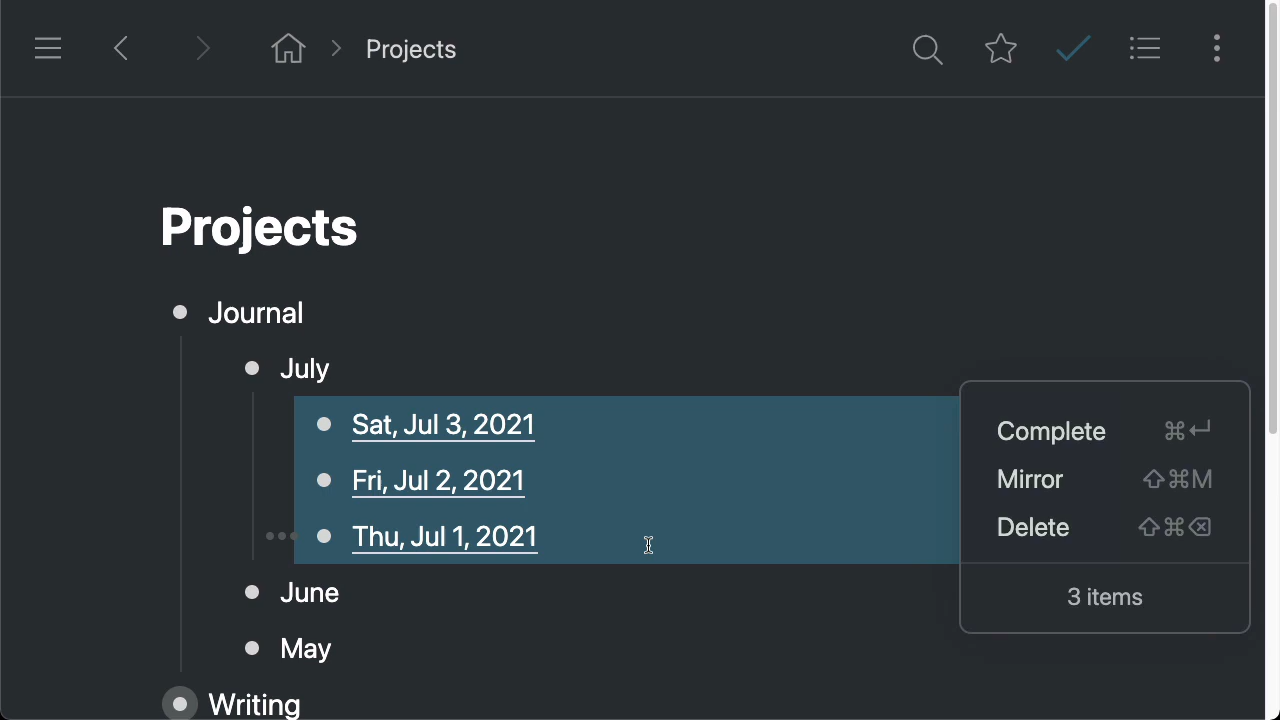 Projects
Projects
Journal
July
Sat, Jul 3, 2021
Fri, Jul 2, 2021
Thu, Jul 1, 2021
June
May
Writing
Complete ⌘↵
Mirror ⇧⌘M
Delete ⇧⌘⌫
3 items